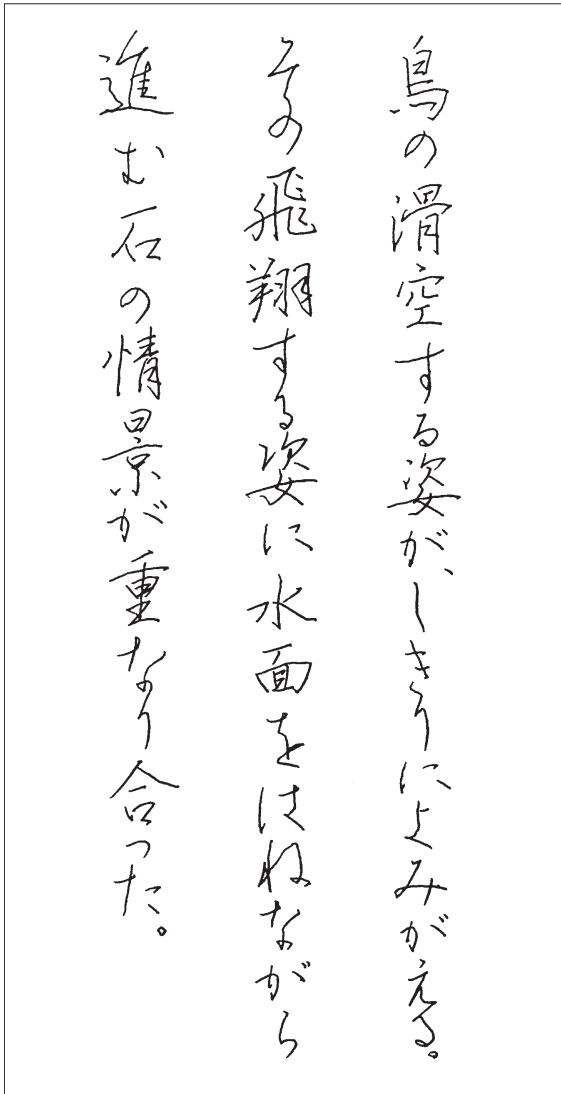 鳥の滑空する姿が、しきりによみがえる。
その飛翔する姿に水面をはねながら
進む石の情景が重なり合った。